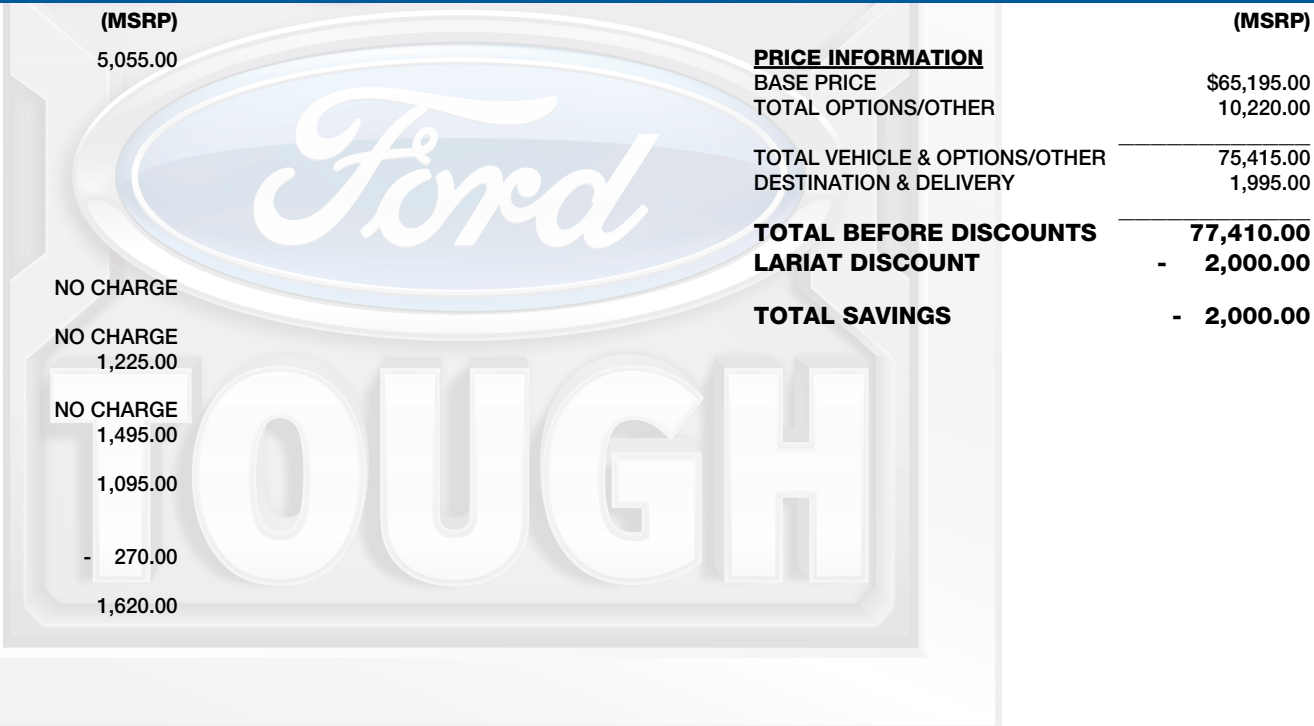 (MSRP)
5,055.00
NO CHARGE
NO CHARGE
1,225.00
NO CHARGE
1,495.00
1,095.00
- 270.00
1,620.00
Ford
TOUGH
(MSRP)
PRICE INFORMATION
BASE PRICE $65,195.00
TOTAL OPTIONS/OTHER 10,220.00
TOTAL VEHICLE & OPTIONS/OTHER 75,415.00
DESTINATION & DELIVERY 1,995.00
TOTAL BEFORE DISCOUNTS 77,410.00
LARIAT DISCOUNT - 2,000.00
TOTAL SAVINGS - 2,000.00